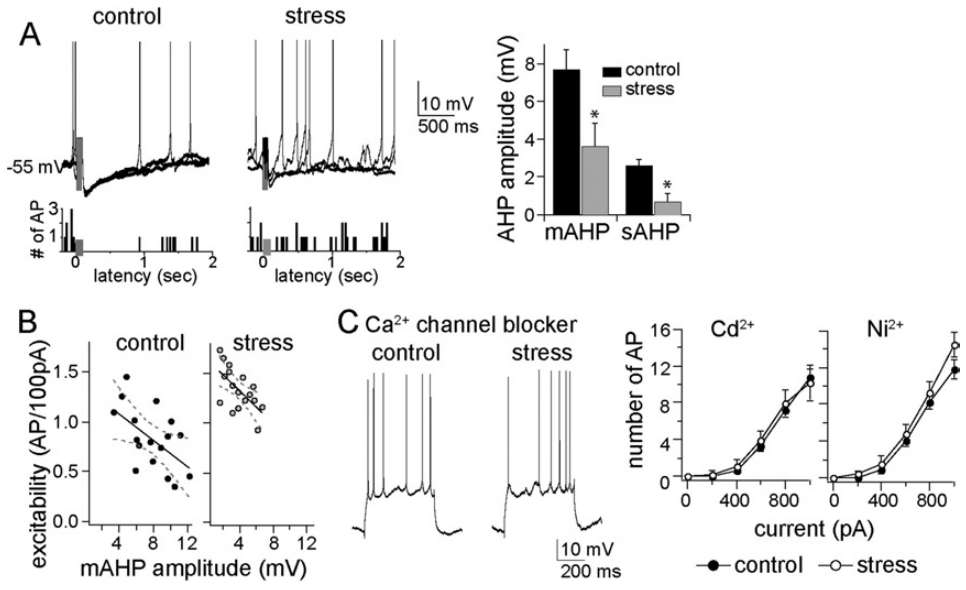 A
control
stress
-55 mV
10 mV
500 ms
3
1
# of AP
0 1 2
latency (sec)
0 1 2
latency (sec)
AHP amplitude (mV)
8
6
4
2
0
control
stress
*
*
mAHP sAHP
B
control
stress
excitability (AP/100pA)
1.5
1.0
0.5
0.0
4 8 12
4 8 12
mAHP amplitude (mV)
C
Ca²⁺ channel blocker
control
stress
10 mV
200 ms
number of AP
16
12
8
4
0
Cd²⁺
Ni²⁺
0 400 800
0 400 800
current (pA)
control
stress